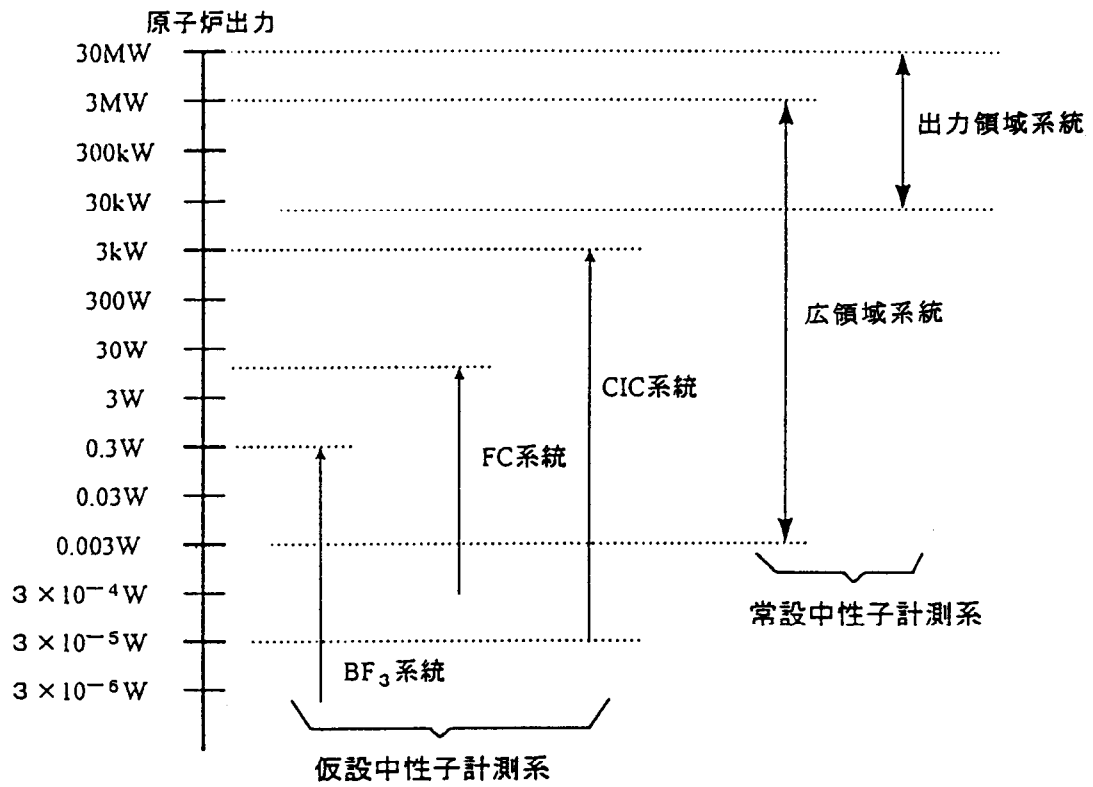 原子炉出力
30MW
3MW
300kW
30kW
3kW
300W
30W
3W
0.3W
0.03W
0.003W
3×10⁻⁴W
3×10⁻⁵W
3×10⁻⁶W
出力領域系統
広領域系統
CIC系統
FC系統
BF₃系統
常設中性子計測系
仮設中性子計測系